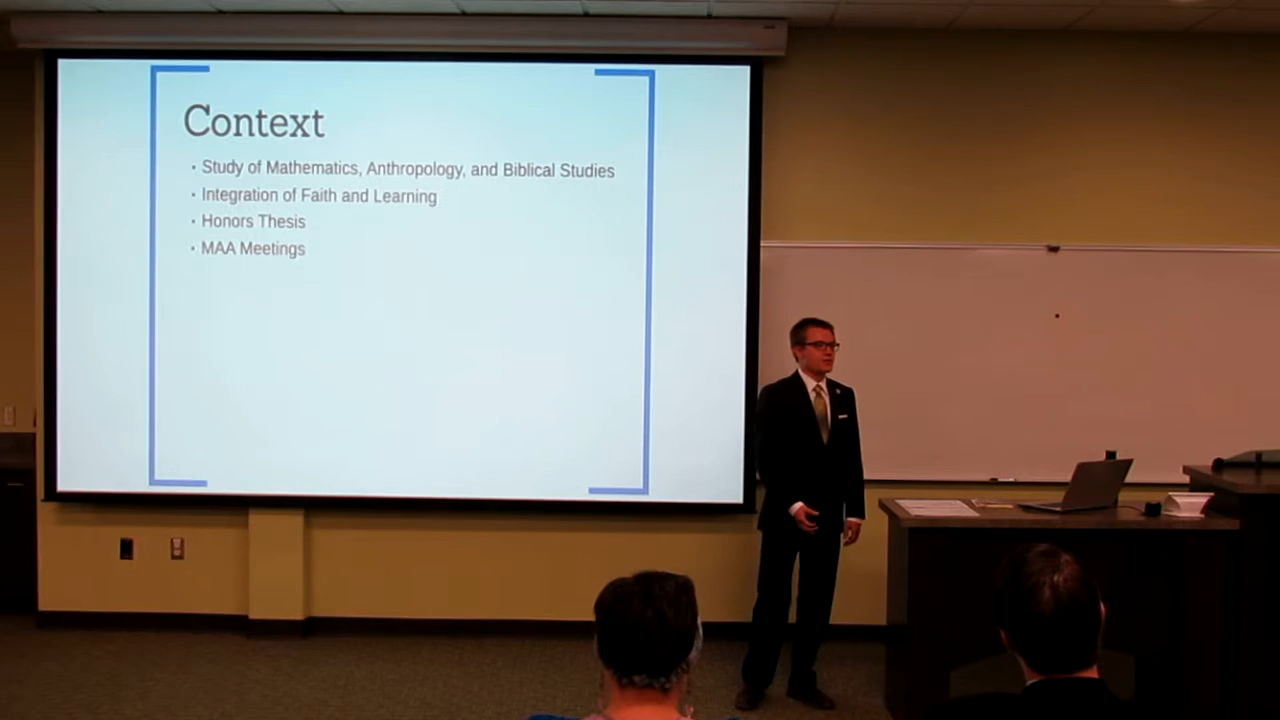 Context
· Study of Mathematics, Anthropology, and Biblical Studies
· Integration of Faith and Learning
· Honors Thesis
· MAA Meetings